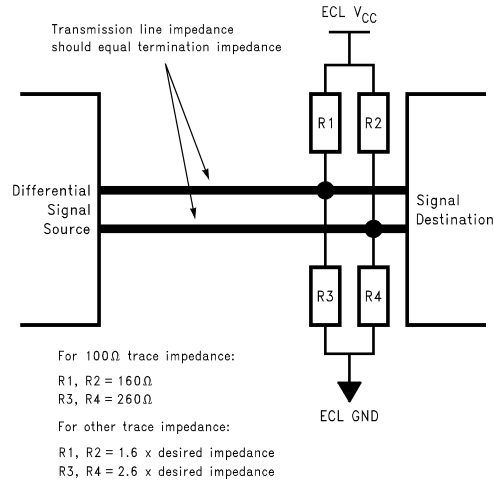 ECL VCC
Transmission line impedance
should equal termination impedance
R1
R2
Differential
Signal
Source
Signal
Destination
R3
R4
For 100Ω trace impedance:
R1, R2 = 160Ω
R3, R4 = 260Ω
ECL GND
For other trace impedance:
R1, R2 = 1.6 x desired impedance
R3, R4 = 2.6 x desired impedance